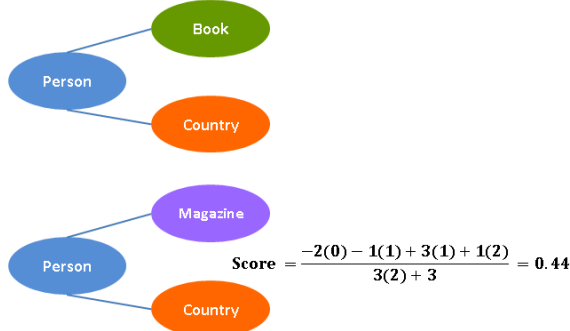 Book
Person
Country
Magazine
Score = \frac{-2(0) - 1(1) + 3(1) + 1(2)}{3(2) + 3} = 0.44
Person
Country